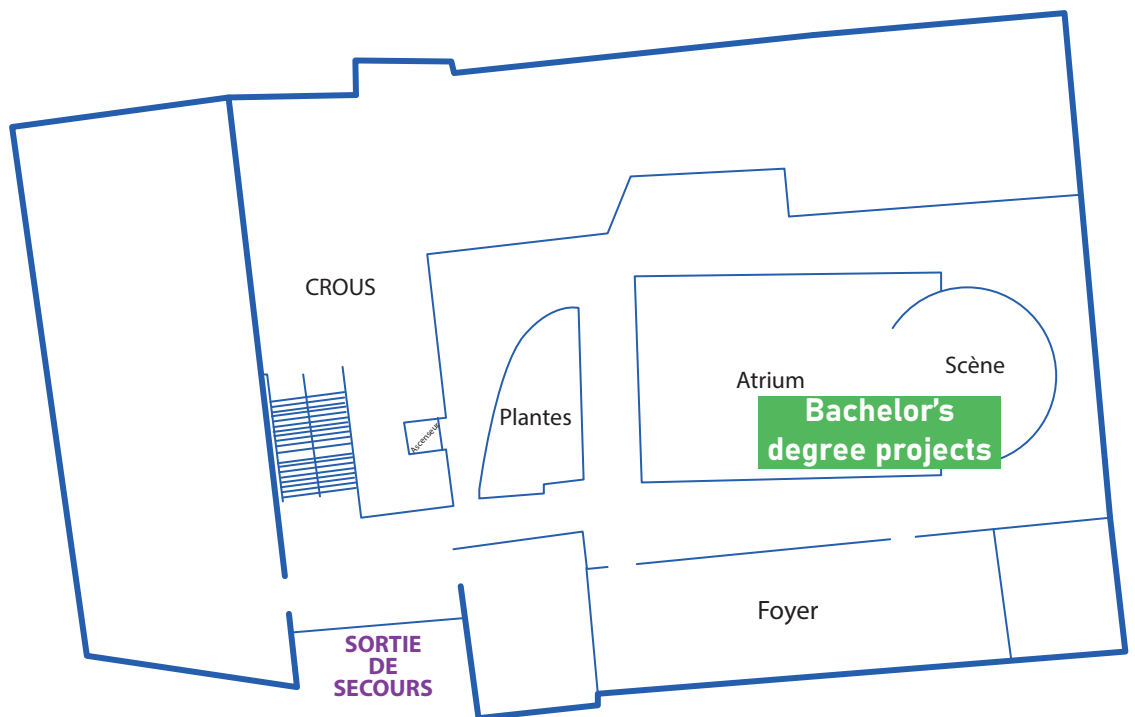 CROUS
Scène
Atrium
Bachelor's
degree projects
Plantes
Ascenseur
Foyer
SORTIE
DE
SECOURS